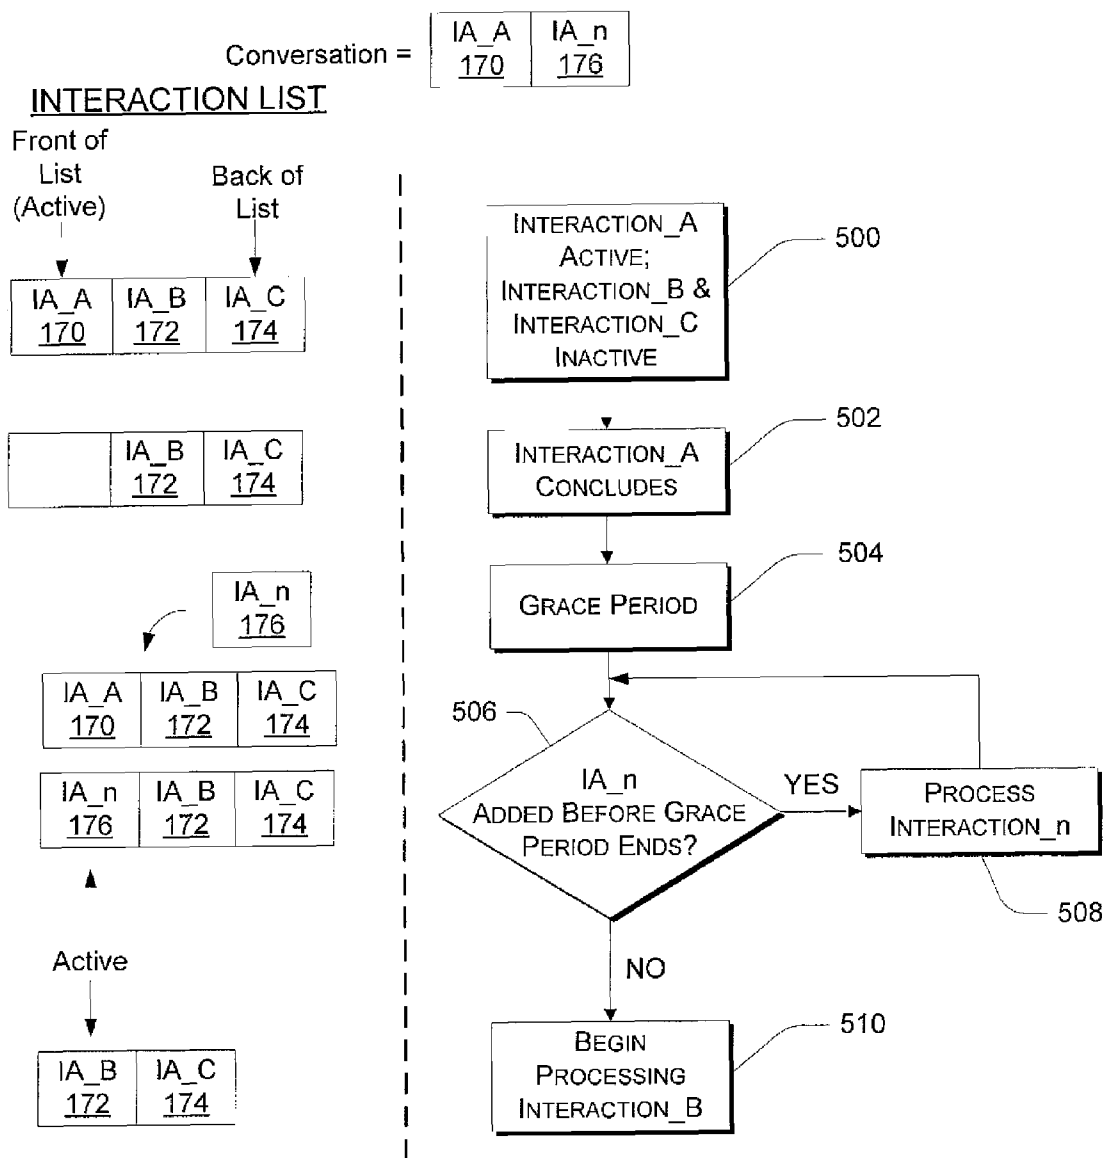 Conversation =
IA_A
170
IA_n
176
INTERACTION LIST
Front of
List
(Active)
Back of
List
IA_A
170
IA_B
172
IA_C
174
INTERACTION_A
ACTIVE;
INTERACTION_B &
INTERACTION_C
INACTIVE
500
IA_B
172
IA_C
174
INTERACTION_A
CONCLUDES
502
GRACE PERIOD
504
IA_n
176
IA_A
170
IA_B
172
IA_C
174
IA_n
176
IA_B
172
IA_C
174
506
IA_n
ADDED BEFORE GRACE
PERIOD ENDS?
YES
PROCESS
INTERACTION_n
508
NO
Active
IA_B
172
IA_C
174
BEGIN
PROCESSING
INTERACTION_B
510